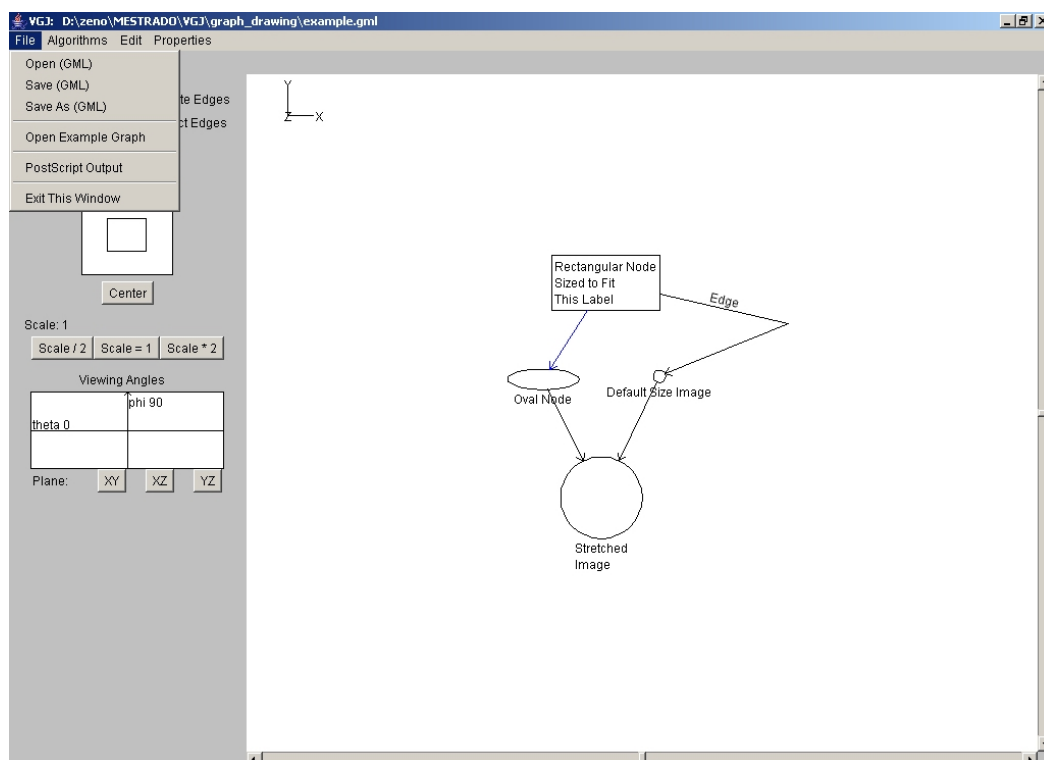 VGJ: D:\zeno\MESTRADO\VGJ\graph_drawing\example.gml
File Algorithms Edit Properties
Open (GML)
Save (GML)
Save As (GML)
Open Example Graph
PostScript Output
Exit This Window
te Edges
ct Edges
Center
Scale: 1
Scale / 2 Scale = 1 Scale * 2
Viewing Angles
phi 90
theta 0
Plane: XY XZ YZ
Y
Z X
Rectangular Node
Sized to Fit
This Label
Edge
Oval Node
Default Size Image
Stretched
Image